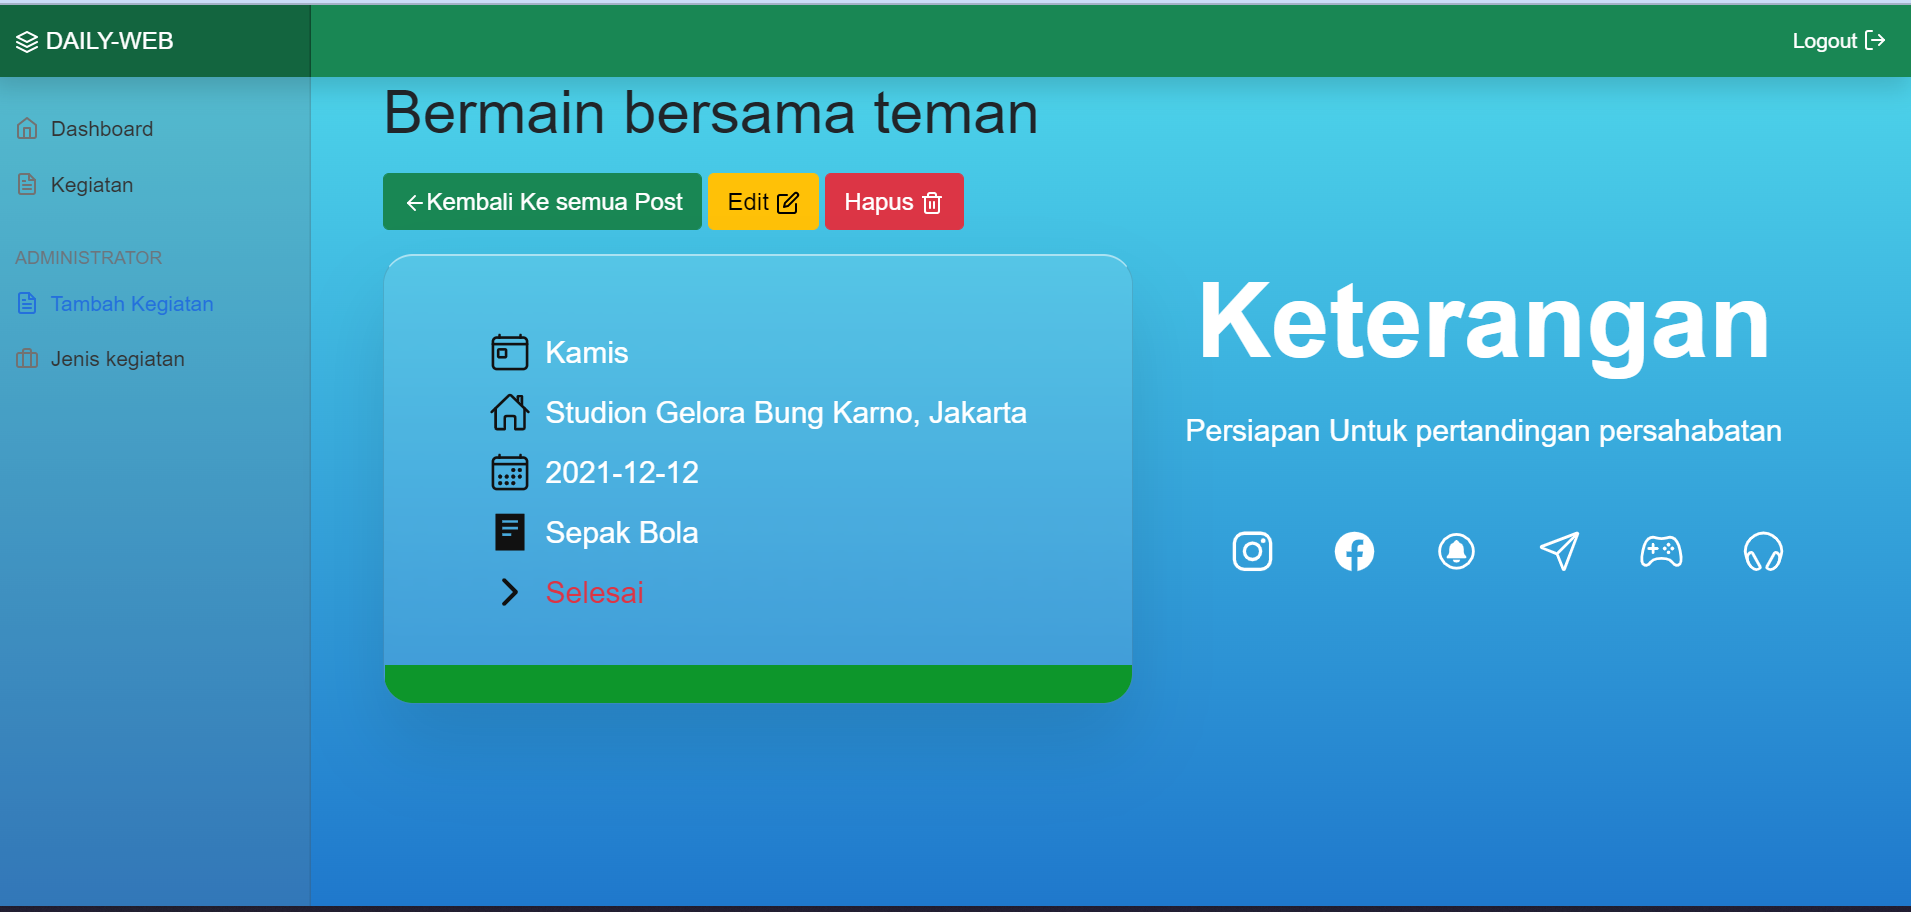 DAILY-WEB
Logout
Dashboard
Kegiatan
ADMINISTRATOR
Tambah Kegiatan
Jenis kegiatan
Bermain bersama teman
Kembali Ke semua Post
Edit
Hapus
Kamis
Studion Gelora Bung Karno, Jakarta
2021-12-12
Sepak Bola
Selesai
Keterangan
Persiapan Untuk pertandingan persahabatan